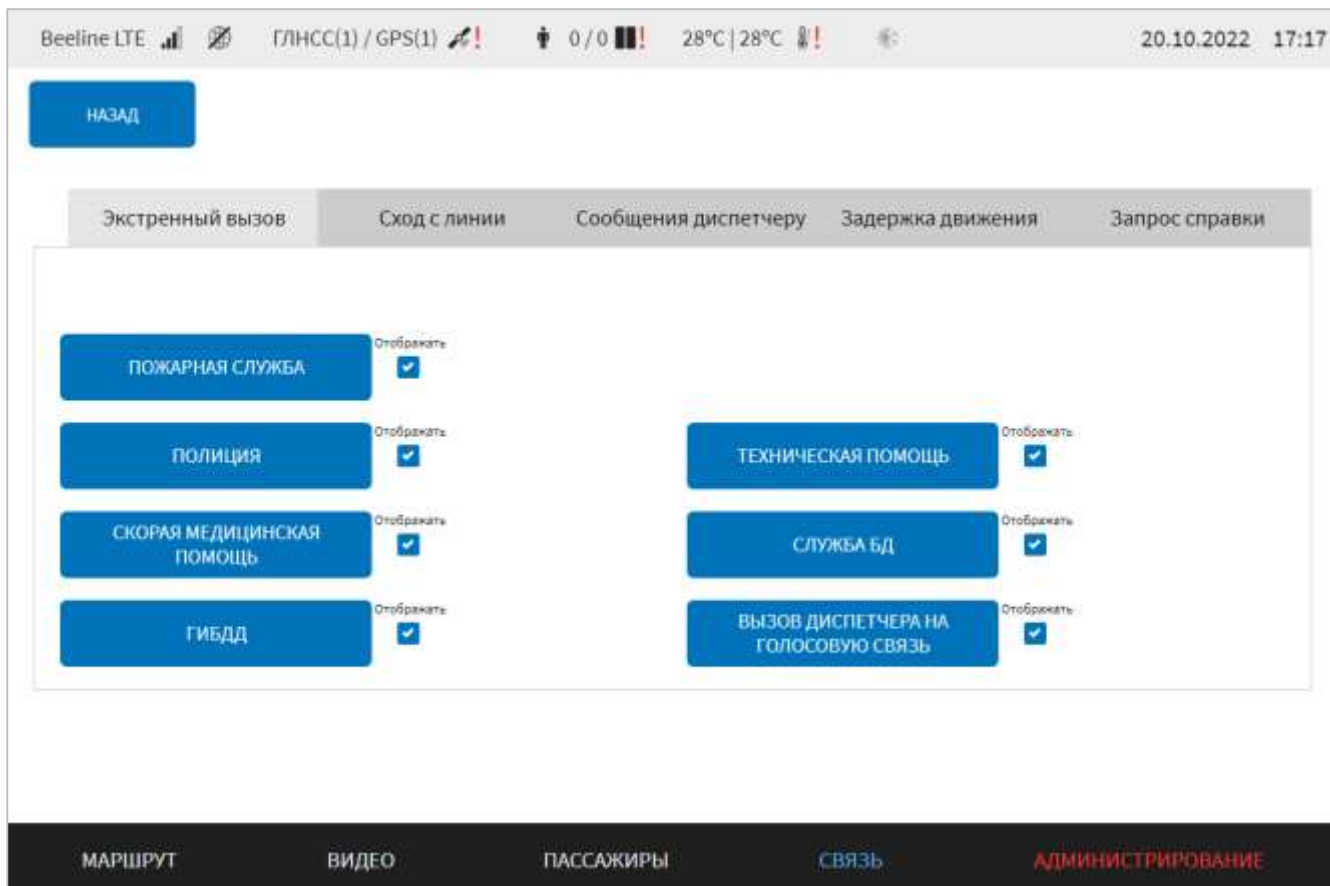 Beeline LTE ГЛНСС(1) / GPS(1) ! 0 / 0 ! 28°C | 28°C ! 20.10.2022 17:17
НАЗАД
Экстренный вызов Сход с линии Сообщения диспетчеру Задержка движения Запрос справки
Отображать
ПОЖАРНАЯ СЛУЖБА
Отображать Отображать
ПОЛИЦИЯ ТЕХНИЧЕСКАЯ ПОМОЩЬ
Отображать Отображать
СКОРАЯ МЕДИЦИНСКАЯ
ПОМОЩЬ
СЛУЖБА БД
Отображать Отображать
ГИБДД
ВЫЗОВ ДИСПЕТЧЕРА НА
ГОЛОСОВУЮ СВЯЗЬ
МАРШРУТ ВИДЕО ПАССАЖИРЫ СВЯЗЬ АДМИНИСТРИРОВАНИЕ